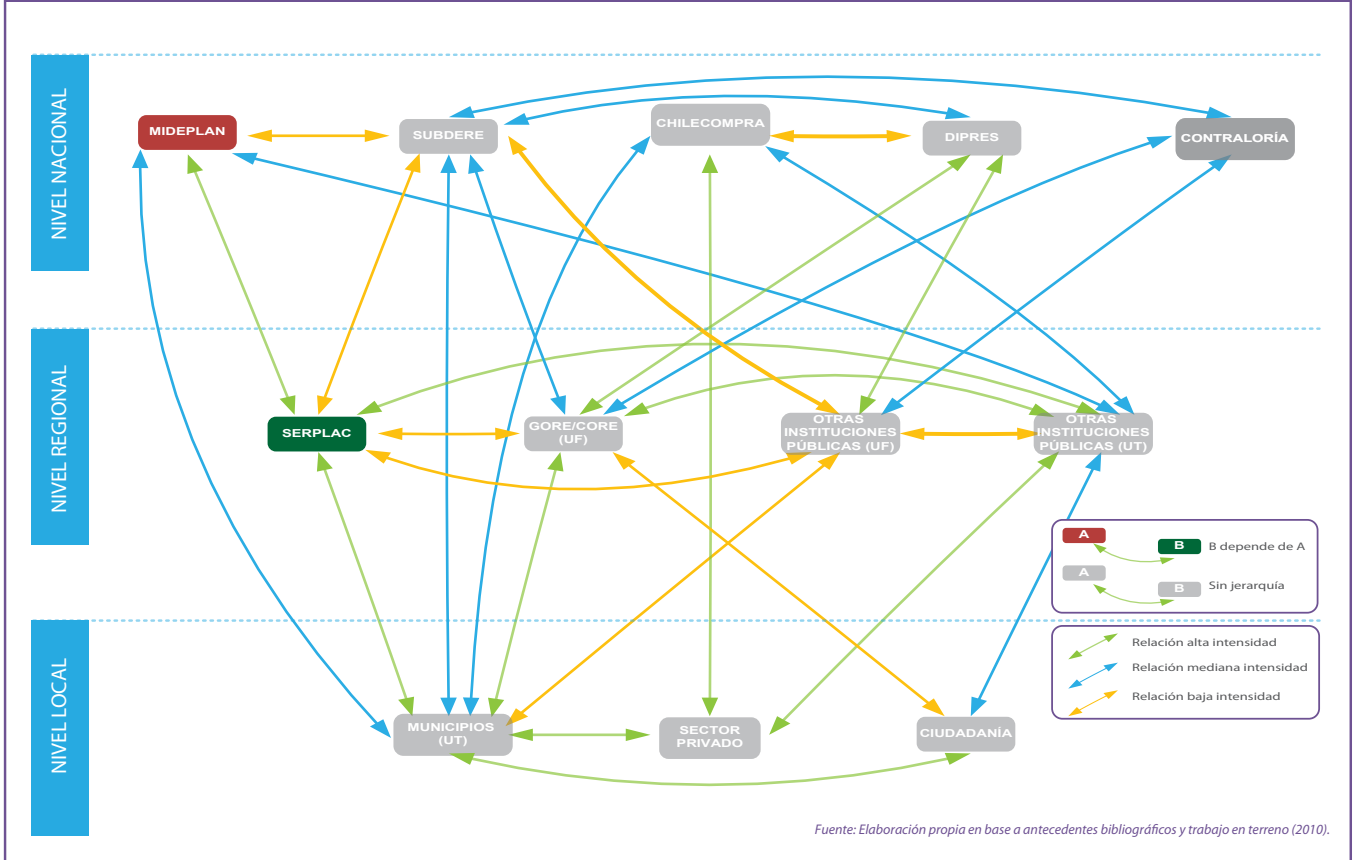 NIVEL NACIONAL
MIDEPLAN
SUBDERE
CHILECOMPRA
DIPRES
CONTRALORÍA
NIVEL REGIONAL
SERPLAC
GORE/CORE
(UF)
OTRAS
INSTITUCIONES
PÚBLICAS (UF)
OTRAS
INSTITUCIONES
PÚBLICAS (UT)
A
B
B depende de A
A
B
Sin jerarquía
NIVEL LOCAL
MUNICIPIOS
(UT)
SECTOR
PRIVADO
CIUDADANÍA
Relación alta intensidad
Relación mediana intensidad
Relación baja intensidad
Fuente: Elaboración propia en base a antecedentes bibliográficos y trabajo en terreno (2010).